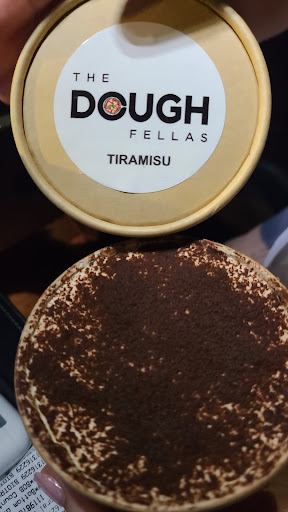 THE
DOUGH
FELLAS
TIRAMISU